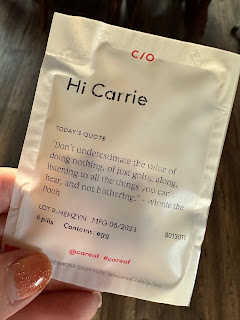 C/O
Hi Carrie
TODAY'S QUOTE
"Don't underestimate the value of
doing nothing, of just going along,
listening to all the things you can't
hear, and not bothering." - Winnie the
Pooh
LOT 9-HENZYN MFG 05/2023
8013011
6 pills Contains: egg
@careof #careof